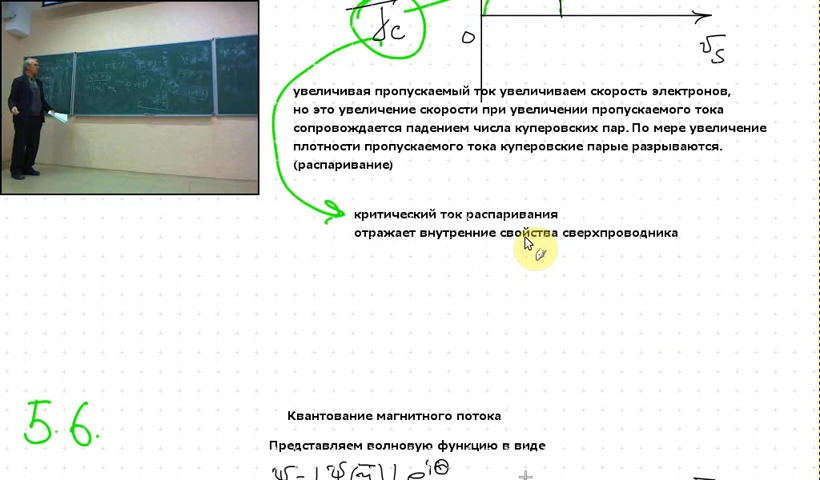 jc
0
vs
увеличивая пропускаемый ток увеличиваем скорость электронов,
но это увеличение скорости при увеличении пропускаемого тока
сопровождается падением числа куперовских пар. По мере увеличение
плотности пропускаемого тока куперовские парые разрываются.
(распаривание)
критический ток распаривания
отражает внутренние свойства сверхпроводника
5.6.
Квантование магнитного потока
Представляем волновую функцию в виде